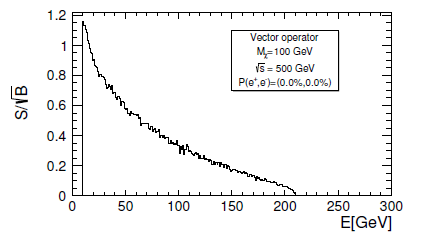 1.2
1
0.8
0.6
0.4
0.2
0
S/√B
Vector operator
Mχ=100 GeV
√s = 500 GeV
P(e⁺,e⁻)=(0.0%,0.0%)
0 50 100 150 200 250 300
E[GeV]